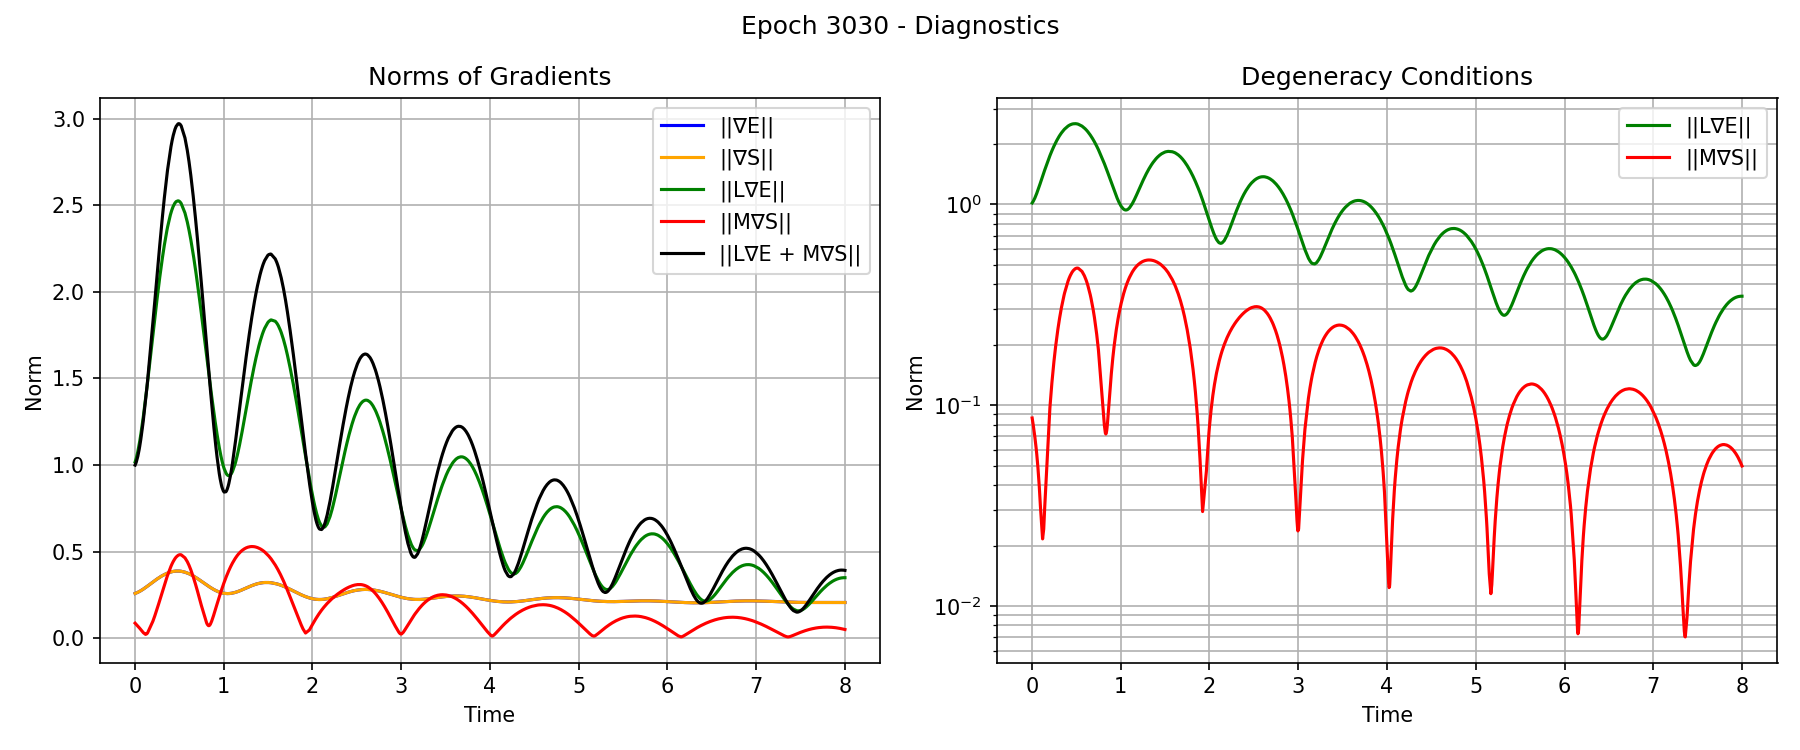 Epoch 3030 - Diagnostics
Norms of Gradients
Norm
3.0
2.5
2.0
1.5
1.0
0.5
0.0
||∇E||
||∇S||
||L∇E||
||M∇S||
||L∇E + M∇S||
0 1 2 3 4 5 6 7 8
Time
Degeneracy Conditions
Norm
10⁰
10⁻¹
10⁻²
||L∇E||
||M∇S||
0 1 2 3 4 5 6 7 8
Time